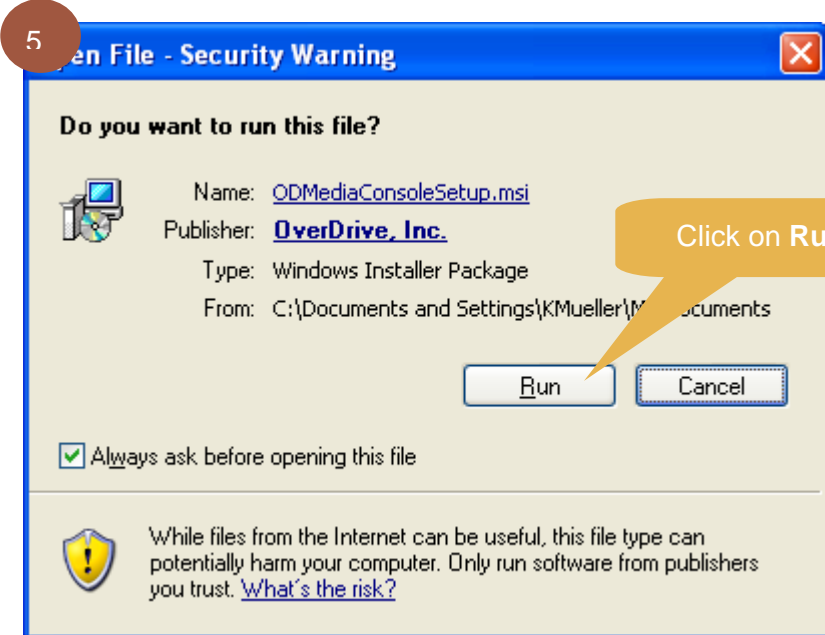 5
en File - Security Warning
Do you want to run this file?
Name: ODMediaConsoleSetup.msi
Publisher: OverDrive, Inc.
Click on Ru
Type: Windows Installer Package
From: C:\Documents and Settings\KMueller\M cuments
Run Cancel
Always ask before opening this file
While files from the Internet can be useful, this file type can
potentially harm your computer. Only run software from publishers
you trust. What's the risk?